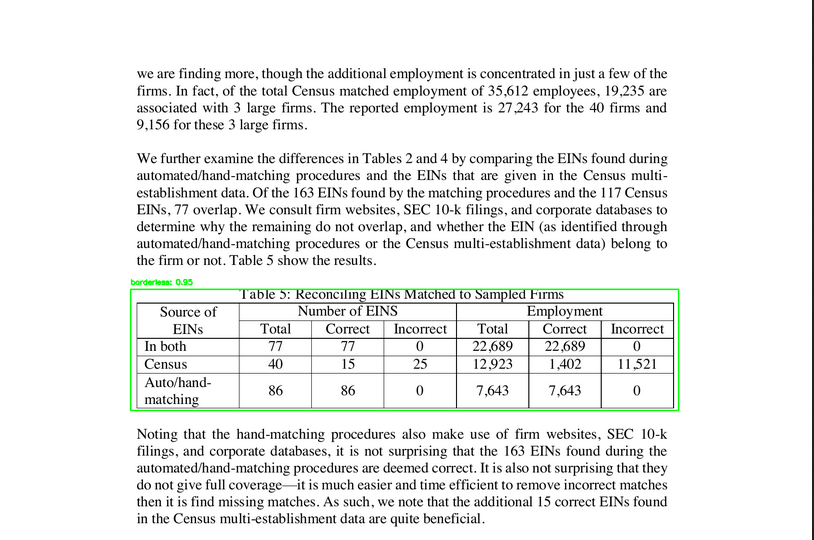 we are finding more, though the additional employment is concentrated in just a few of the
firms. In fact, of the total Census matched employment of 35,612 employees, 19,235 are
associated with 3 large firms. The reported employment is 27,243 for the 40 firms and
9,156 for these 3 large firms.
We further examine the differences in Tables 2 and 4 by comparing the EINs found during
automated/hand-matching procedures and the EINs that are given in the Census multi-
establishment data. Of the 163 EINs found by the matching procedures and the 117 Census
EINs, 77 overlap. We consult firm websites, SEC 10-k filings, and corporate databases to
determine why the remaining do not overlap, and whether the EIN (as identified through
automated/hand-matching procedures or the Census multi-establishment data) belong to
the firm or not. Table 5 show the results.
borderless: 0.95
Table 5: Reconciling EINs Matched to Sampled Firms
Source of EINs Number of EINS Employment
Total Correct Incorrect Total Correct Incorrect
In both 77 77 0 22,689 22,689 0
Census 40 15 25 12,923 1,402 11,521
Auto/hand-matching 86 86 0 7,643 7,643 0
Noting that the hand-matching procedures also make use of firm websites, SEC 10-k
filings, and corporate databases, it is not surprising that the 163 EINs found during the
automated/hand-matching procedures are deemed correct. It is also not surprising that they
do not give full coverage—it is much easier and time efficient to remove incorrect matches
then it is find missing matches. As such, we note that the additional 15 correct EINs found
in the Census multi-establishment data are quite beneficial.